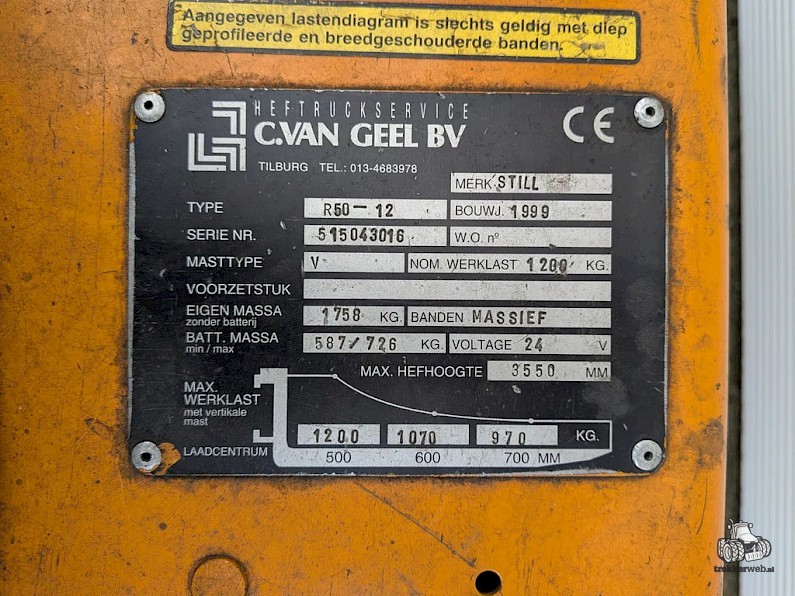 Aangegeven lastendiagram is slechts geldig met diep
geprofileerde en breedgeschouderde banden.
HEFTRUCKSERVICE
C.VAN GEEL BV
CE
TILBURG TEL.: 013-4683978
MERK STILL
TYPE R50-12 BOUWJ. 1999
SERIE NR. 515043016 W.O. nº
MASTTYPE V NOM. WERKLAST 1200 KG.
VOORZETSTUK
EIGEN MASSA 1758 KG. BANDEN MASSIEF
zonder batterij
BATT. MASSA 587/726 KG. VOLTAGE 24 V
min / max
MAX. HEFHOOGTE 3550 MM
MAX.
WERKLAST
met vertikale
mast
1200 1070 970 KG.
LAADCENTRUM 500 600 700 MM
trekkerweb.nl